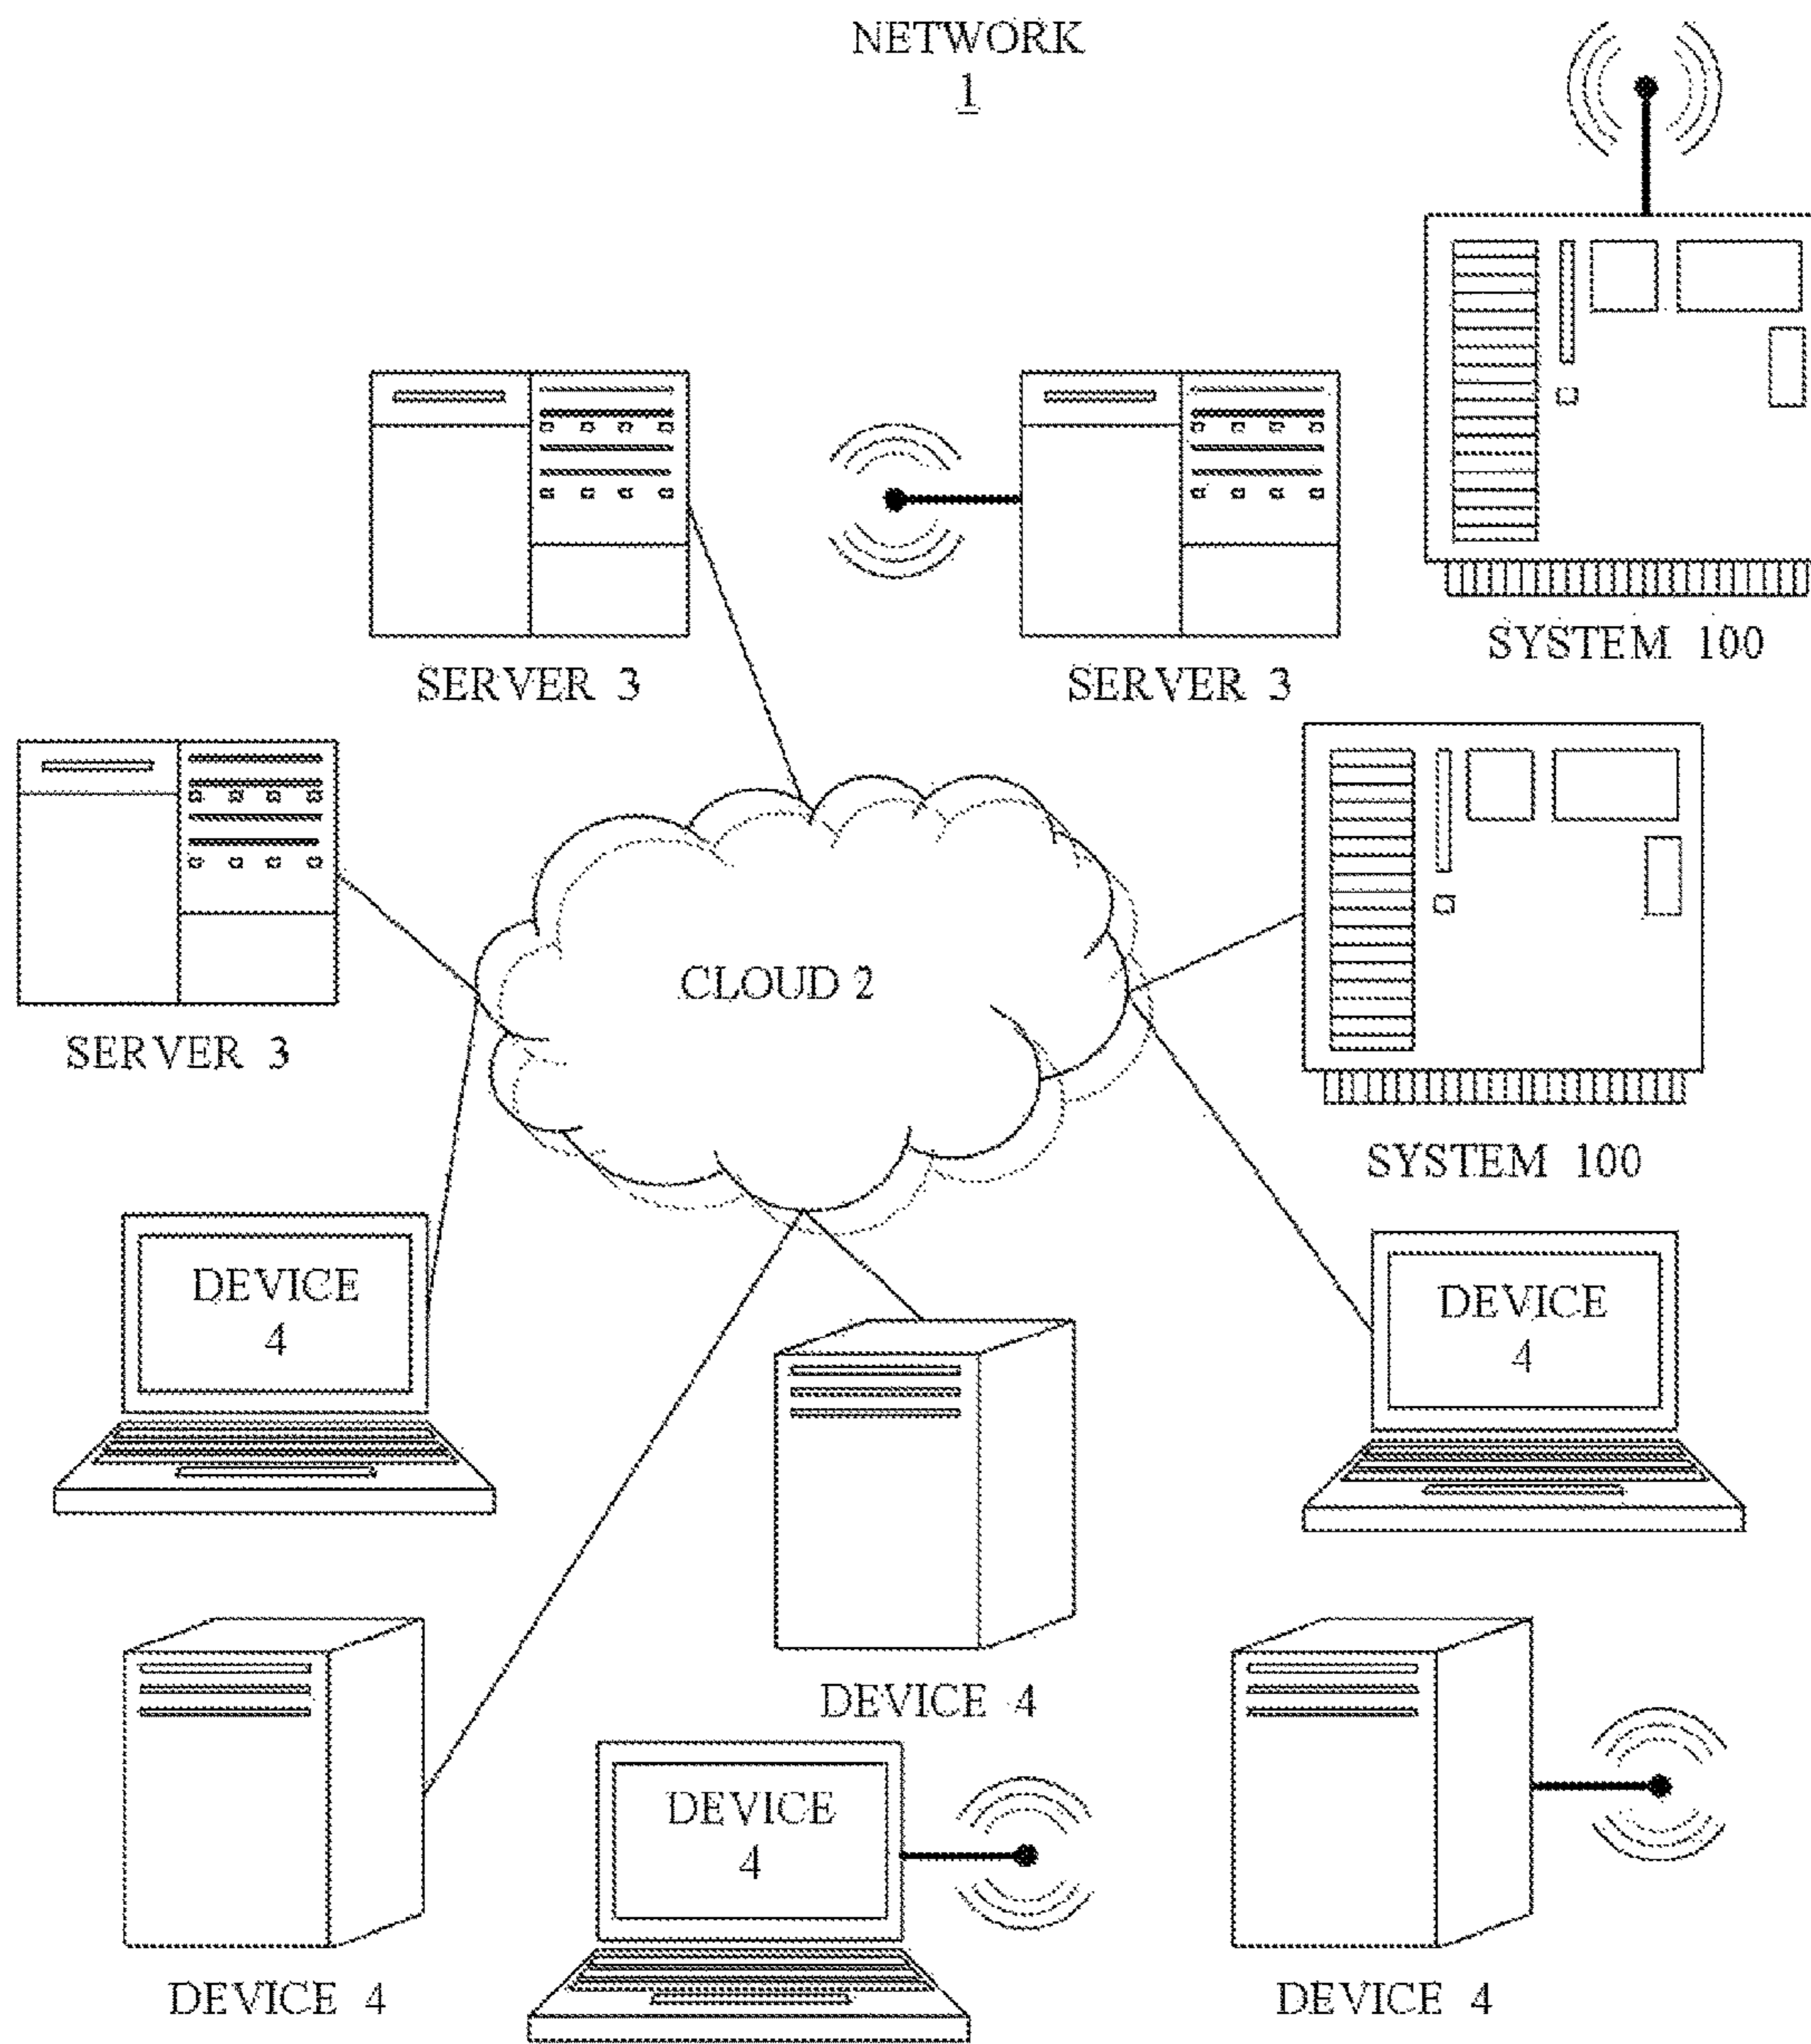 NETWORK
1
SYSTEM 100
SERVER 3
SERVER 3
SERVER 3
CLOUD 2
SYSTEM 100
DEVICE
4
DEVICE
4
DEVICE 4
DEVICE
4
DEVICE 4
DEVICE 4